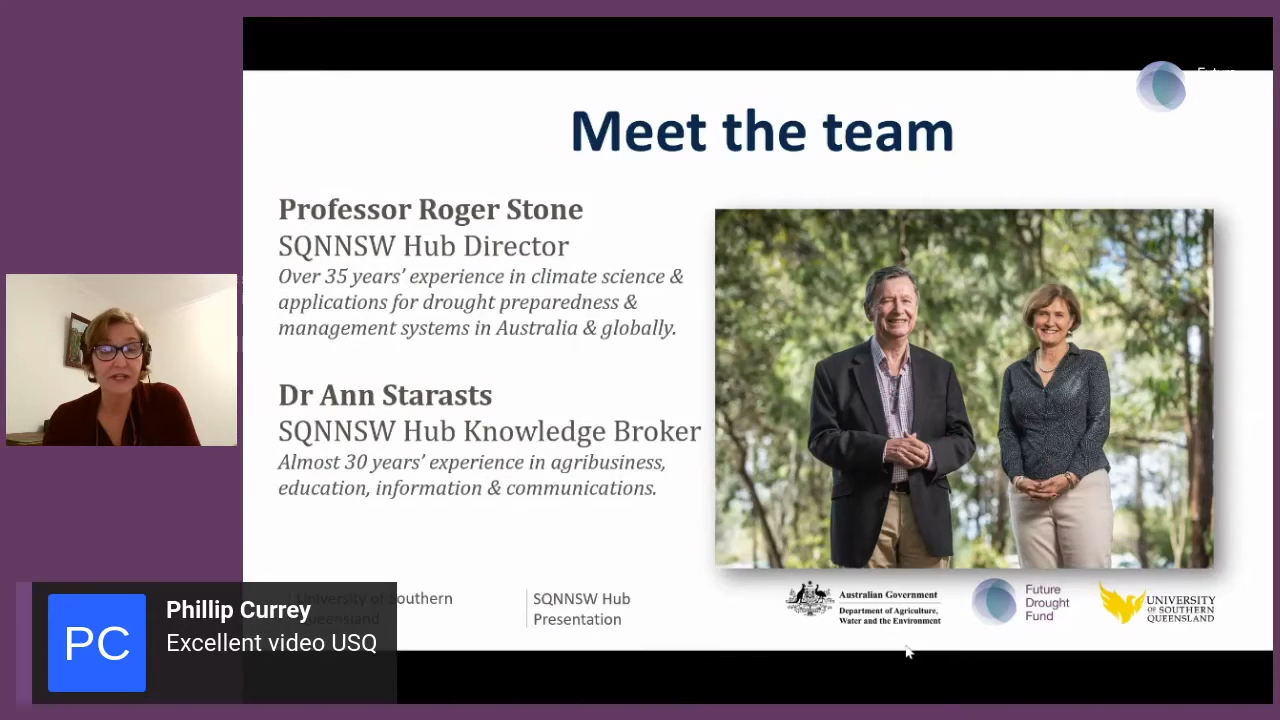 Meet the team
Professor Roger Stone
SQNNSW Hub Director
Over 35 years' experience in climate science &
applications for drought preparedness &
management systems in Australia & globally.
Dr Ann Starasts
SQNNSW Hub Knowledge Broker
Almost 30 years' experience in agribusiness,
education, information & communications.
University of Southern
Queensland
SQNNSW Hub
Presentation
Australian Government
Department of Agriculture,
Water and the Environment
Future
Drought
Fund
UNIVERSITY
OF SOUTHERN
QUEENSLAND
PC
Phillip Currey
Excellent video USQ